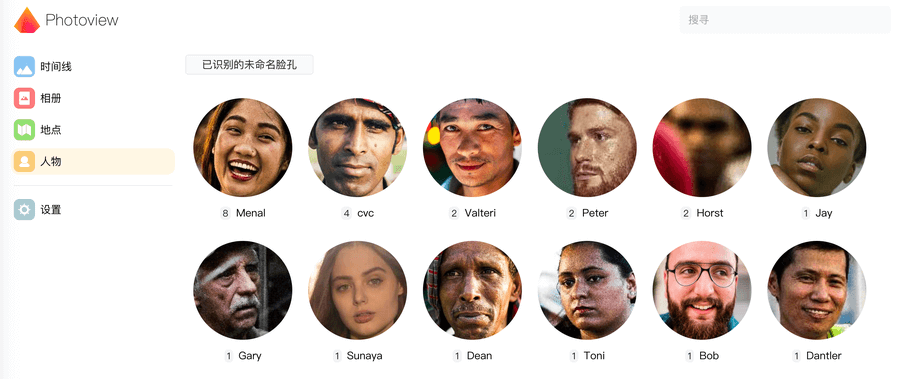 Photoview
搜寻
时间线
相册
地点
人物
设置
已识别的未命名脸孔
8 Menal
4 cvc
2 Valteri
2 Peter
2 Horst
1 Jay
1 Gary
1 Sunaya
1 Dean
1 Toni
1 Bob
1 Dantler